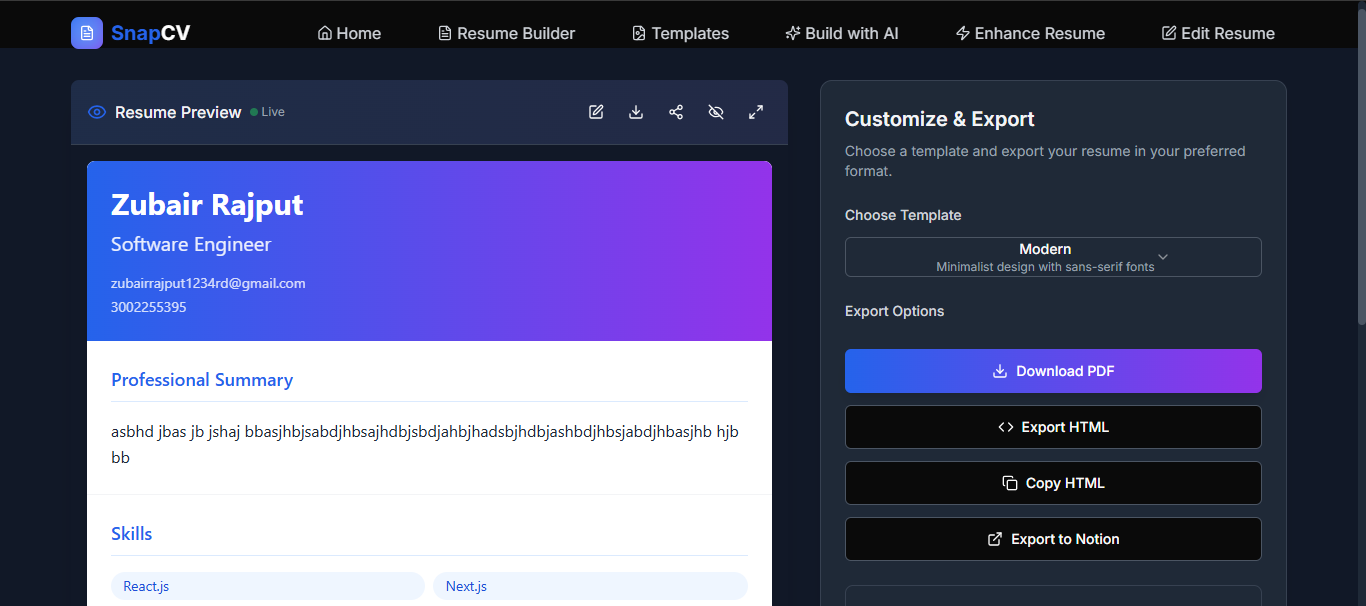 SnapCV
Home
Resume Builder
Templates
Build with AI
Enhance Resume
Edit Resume
Resume Preview
Live
Zubair Rajput
Software Engineer
zubairrajput1234rd@gmail.com
3002255395
Professional Summary
asbhd jbas jb jshaj bbasjhbjsabdjhbsajhdbjsbdjahbjhadsbjhdbjashbdjhbsjabdjhbasjhb hjb
bb
Skills
React.js
Next.js
Customize & Export
Choose a template and export your resume in your preferred
format.
Choose Template
Modern
Minimalist design with sans-serif fonts
Export Options
Download PDF
Export HTML
Copy HTML
Export to Notion